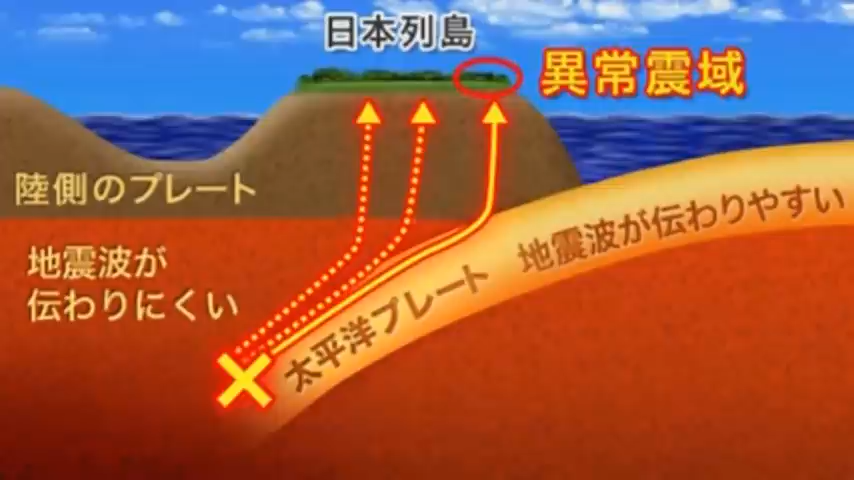 日本列島
異常震域
陸側のプレート
地震波が
伝わりにくい
太平洋プレート 地震波が伝わりやすい